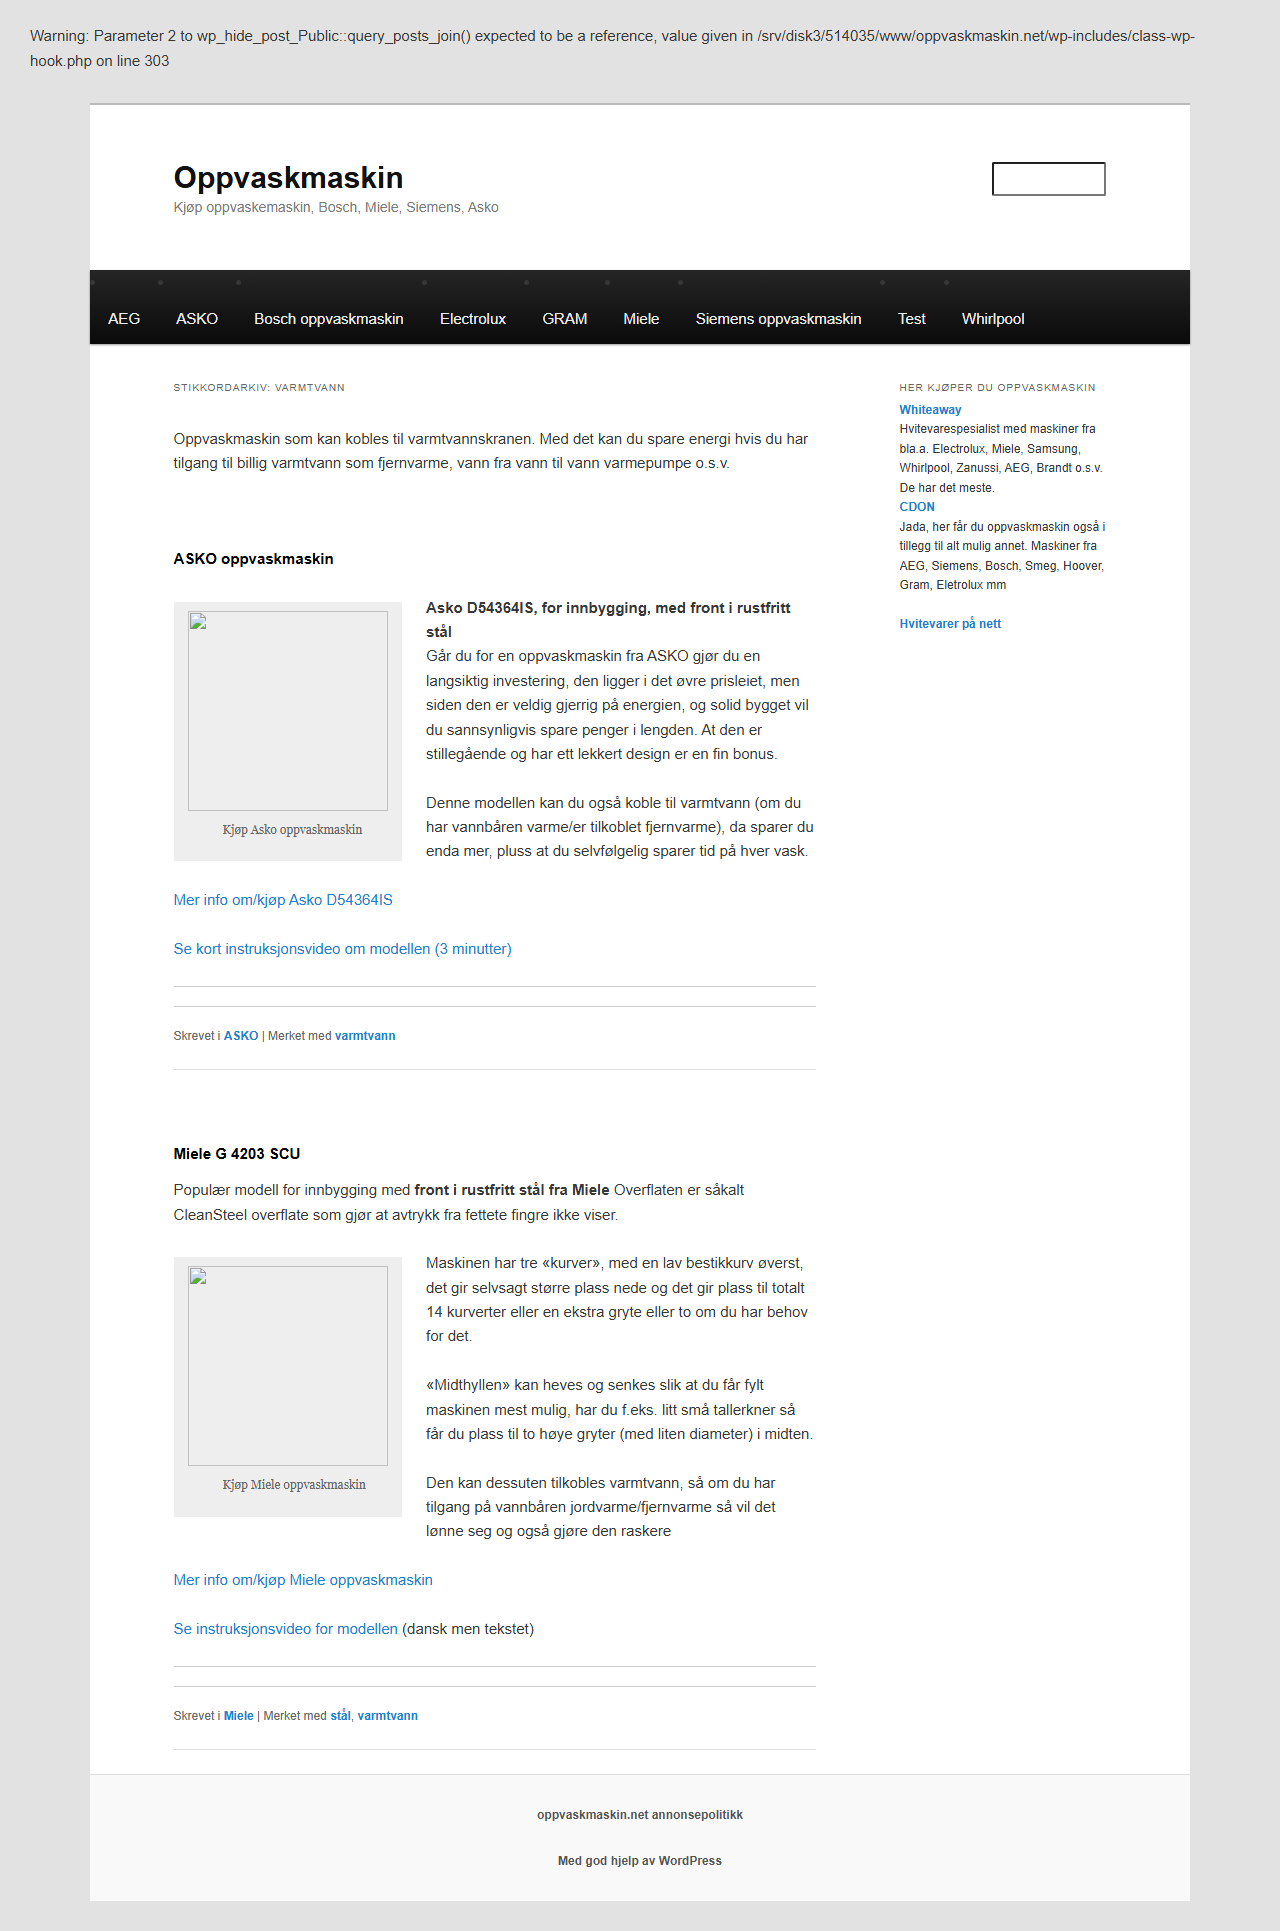 Warning: Parameter 2 to wp_hide_post_Public::query_posts_join() expected to be a reference, value given in /srv/disk3/514035/www/oppvaskmaskin.net/wp-includes/class-wp-
hook.php on line 303
Oppvaskmaskin
Kjøp oppvaskemaskin, Bosch, Miele, Siemens, Asko
AEG ASKO Bosch oppvaskmaskin Electrolux GRAM Miele Siemens oppvaskmaskin Test Whirlpool
STIKKORDARKIV: VARMTVANN
Oppvaskmaskin som kan kobles til varmtvannskranen. Med det kan du spare energi hvis du har
tilgang til billig varmtvann som fjernvarme, vann fra vann til vann varmepumpe o.s.v.
ASKO oppvaskmaskin
Kjøp Asko oppvaskmaskin
Asko D54364IS, for innbygging, med front i rustfritt
stål
Går du for en oppvaskmaskin fra ASKO gjør du en
langsiktig investering, den ligger i det øvre prisleiet, men
siden den er veldig gjerrig på energien, og solid bygget vil
du sannsynligvis spare penger i lengden. At den er
stillegående og har ett lekkert design er en fin bonus.
Denne modellen kan du også koble til varmtvann (om du
har vannbåren varme/er tilkoblet fjernvarme), da sparer du
enda mer, pluss at du selvfølgelig sparer tid på hver vask.
Mer info om/kjøp Asko D54364IS
Se kort instruksjonsvideo om modellen (3 minutter)
Skrevet i ASKO | Merket med varmtvann
Miele G 4203 SCU
Populær modell for innbygging med front i rustfritt stål fra Miele Overflaten er såkalt
CleanSteel overflate som gjør at avtrykk fra fettete fingre ikke viser.
Kjøp Miele oppvaskmaskin
Maskinen har tre «kurver», med en lav bestikkurv øverst,
det gir selvsagt større plass nede og det gir plass til totalt
14 kurverter eller en ekstra gryte eller to om du har behov
for det.
«Midthyllen» kan heves og senkes slik at du får fylt
maskinen mest mulig, har du f.eks. litt små tallerkner så
får du plass til to høye gryter (med liten diameter) i midten.
Den kan dessuten tilkobles varmtvann, så om du har
tilgang på vannbåren jordvarme/fjernvarme så vil det
lønne seg og også gjøre den raskere
Mer info om/kjøp Miele oppvaskmaskin
Se instruksjonsvideo for modellen (dansk men tekstet)
Skrevet i Miele | Merket med stål, varmtvann
HER KJØPER DU OPPVASKMASKIN
Whiteaway
Hvitevarespesialist med maskiner fra
bla.a. Electrolux, Miele, Samsung,
Whirlpool, Zanussi, AEG, Brandt o.s.v.
De har det meste.
CDON
Jada, her får du oppvaskmaskin også i
tillegg til alt mulig annet. Maskiner fra
AEG, Siemens, Bosch, Smeg, Hoover,
Gram, Eletrolux mm
Hvitevarer på nett
oppvaskmaskin.net annonsepolitikk
Med god hjelp av WordPress